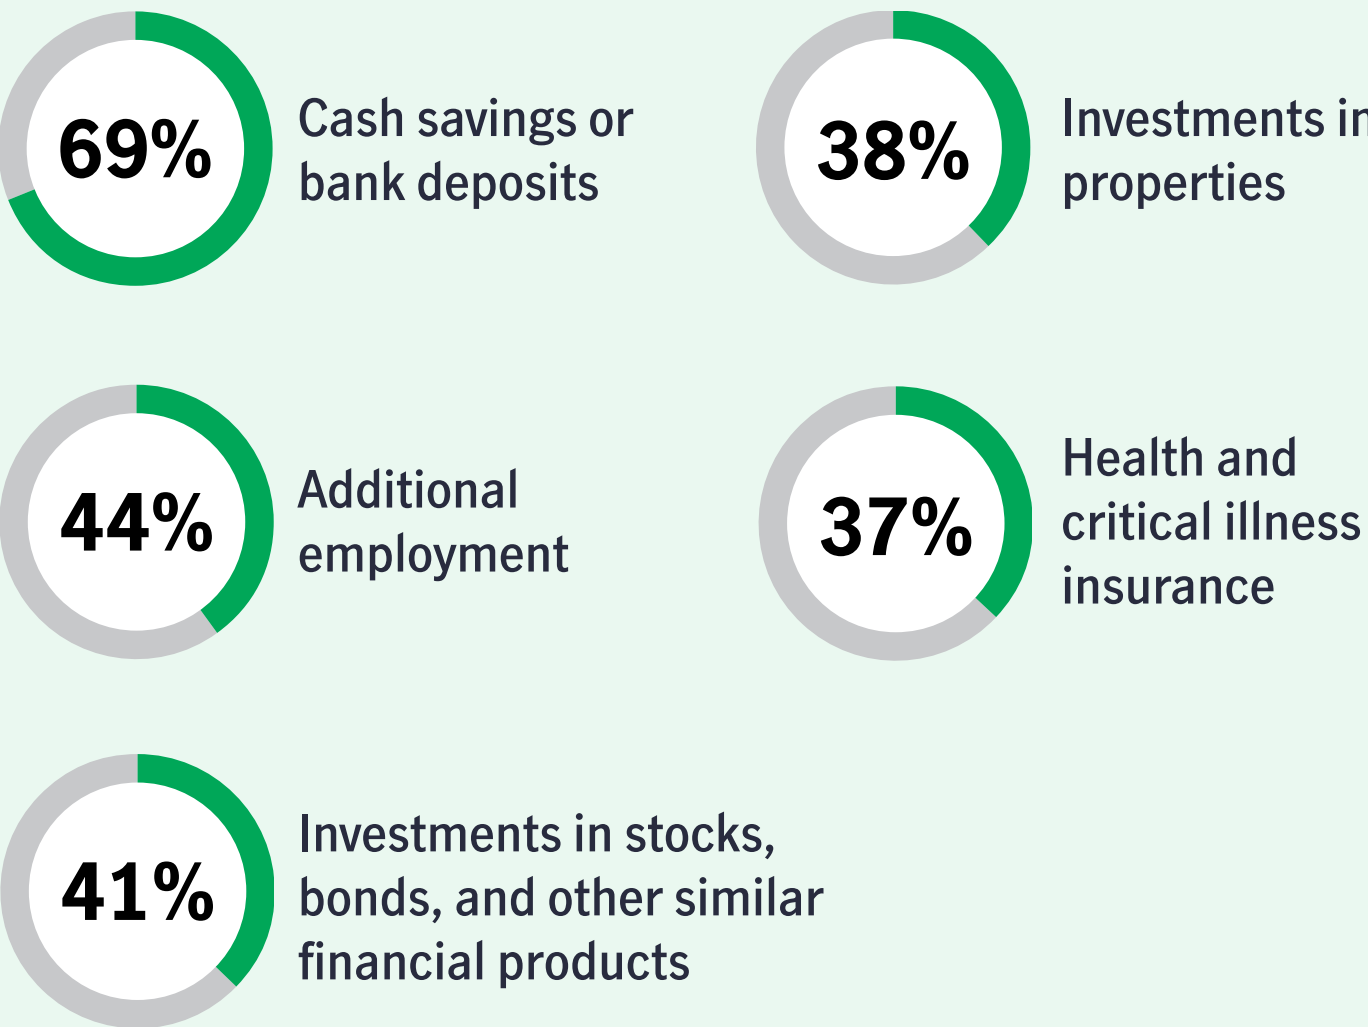 69%
Cash savings or
bank deposits
38%
Investments in
properties
44%
Additional
employment
37%
Health and
critical illness
insurance
41%
Investments in stocks,
bonds, and other similar
financial products